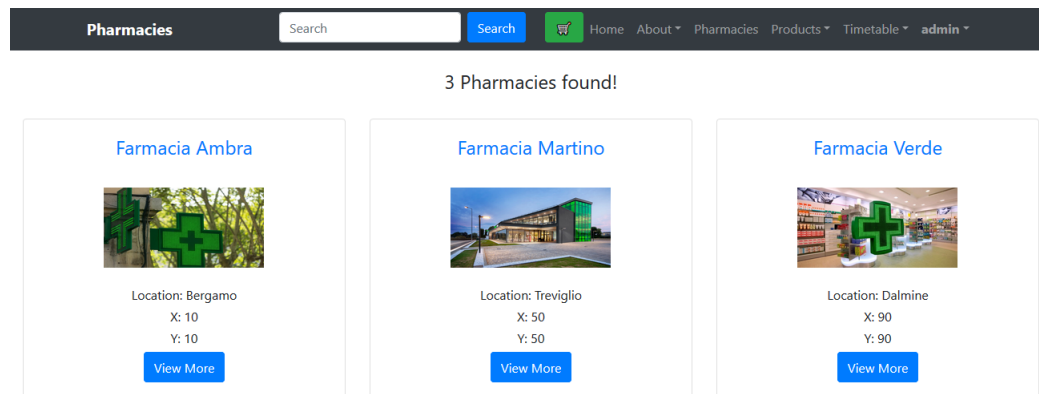 Pharmacies Search Search Home About Pharmacies Products Timetable admin
3 Pharmacies found!
Farmacia Ambra
Location: Bergamo
X: 10
Y: 10
View More
Farmacia Martino
Location: Treviglio
X: 50
Y: 50
View More
Farmacia Verde
Location: Dalmine
X: 90
Y: 90
View More